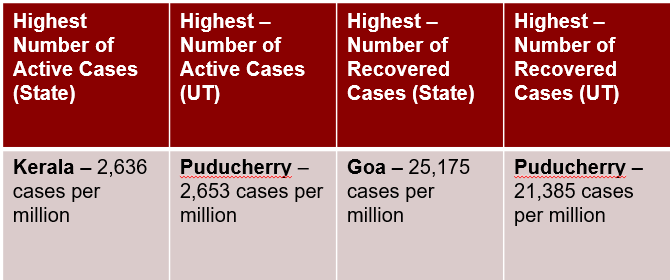 Highest
Number of
Active Cases
(State)
Highest –
Number of
Active Cases
(UT)
Highest –
Number of
Recovered
Cases (State)
Highest –
Number of
Recovered
Cases (UT)
Kerala – 2,636
cases per
million
Puducherry –
2,653 cases per
million
Goa – 25,175
cases per
million
Puducherry –
21,385 cases
per million